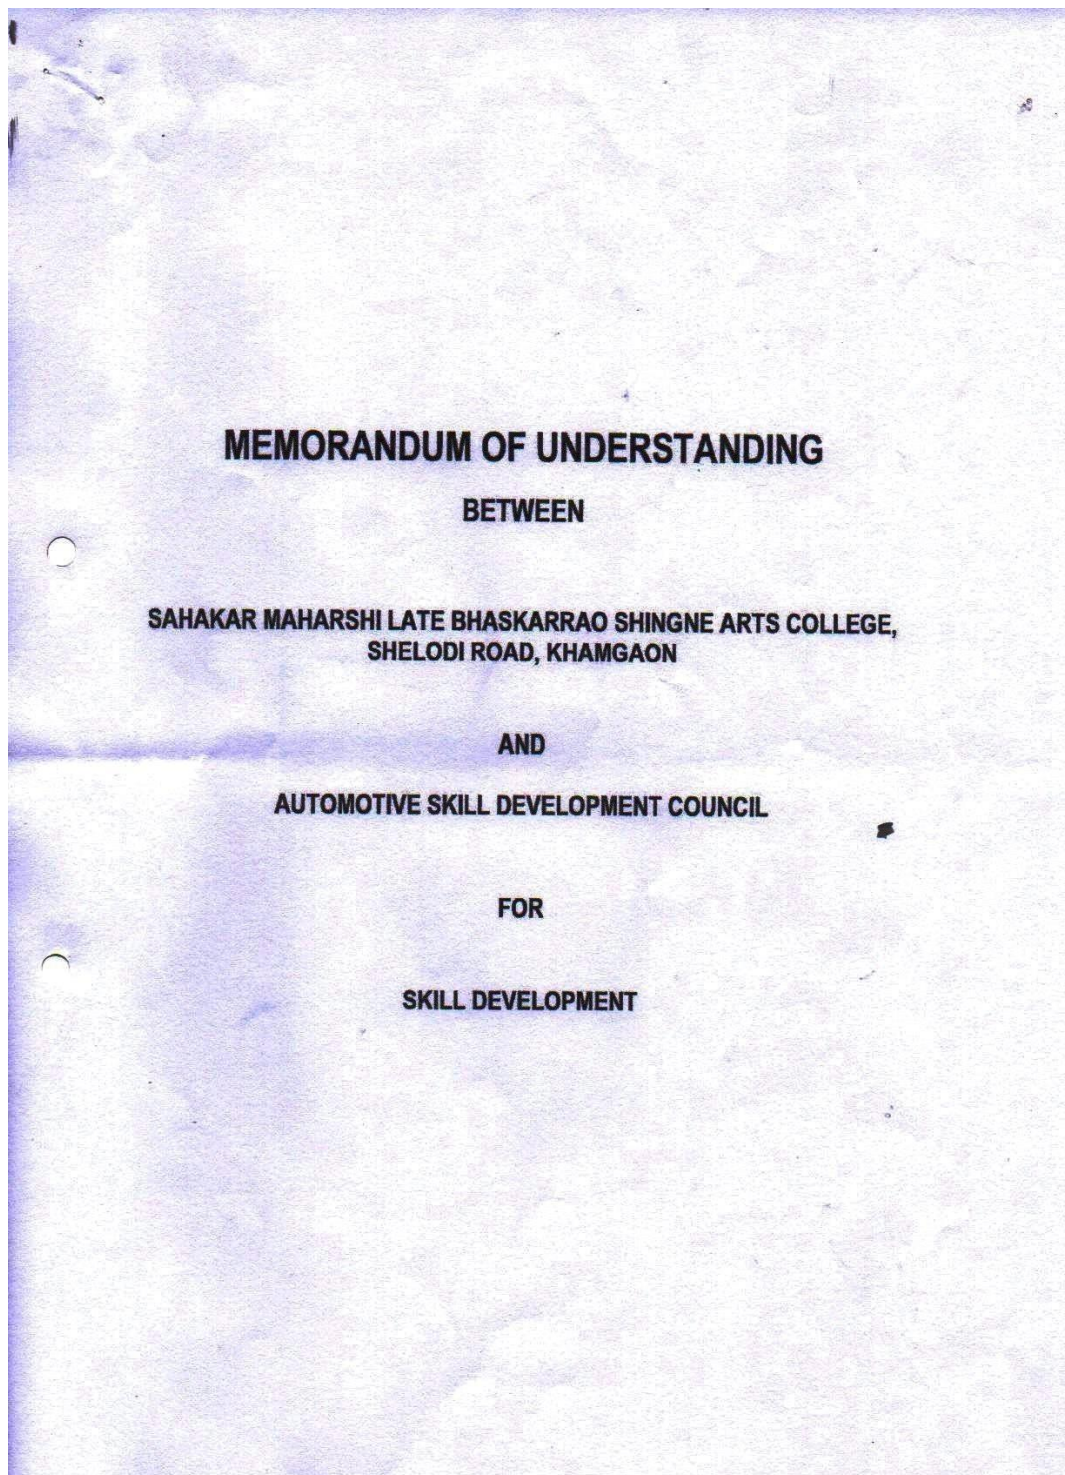 MEMORANDUM OF UNDERSTANDING
BETWEEN
SAHAKAR MAHARSHI LATE BHASKARRAO SHINGNE ARTS COLLEGE,
SHELODI ROAD, KHAMGAON
AND
AUTOMOTIVE SKILL DEVELOPMENT COUNCIL
FOR
SKILL DEVELOPMENT